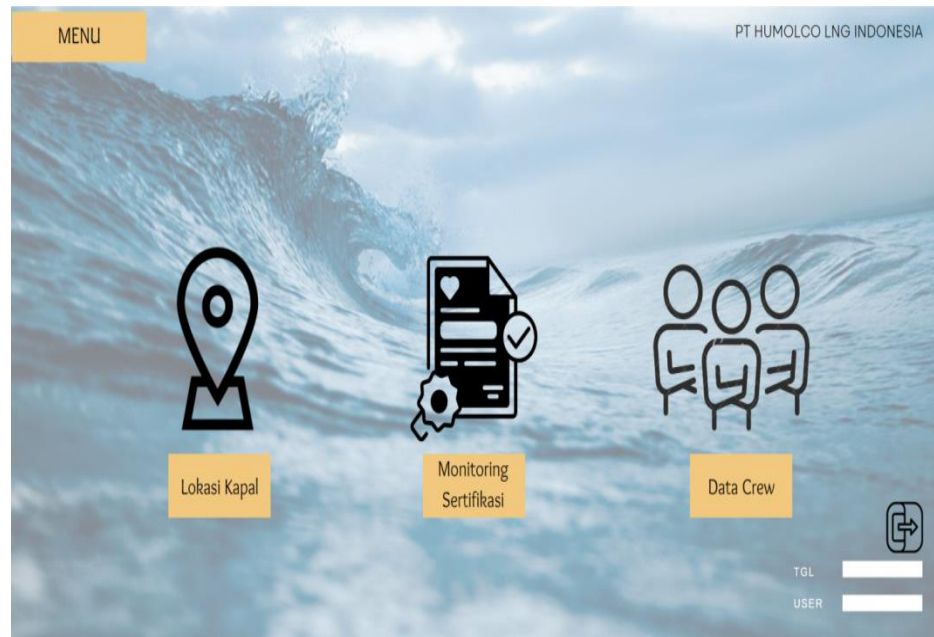 MENU
PT HUMOLCO LNG INDONESIA
Lokasi Kapal
Monitoring
Sertifikasi
Data Crew
TGL
USER